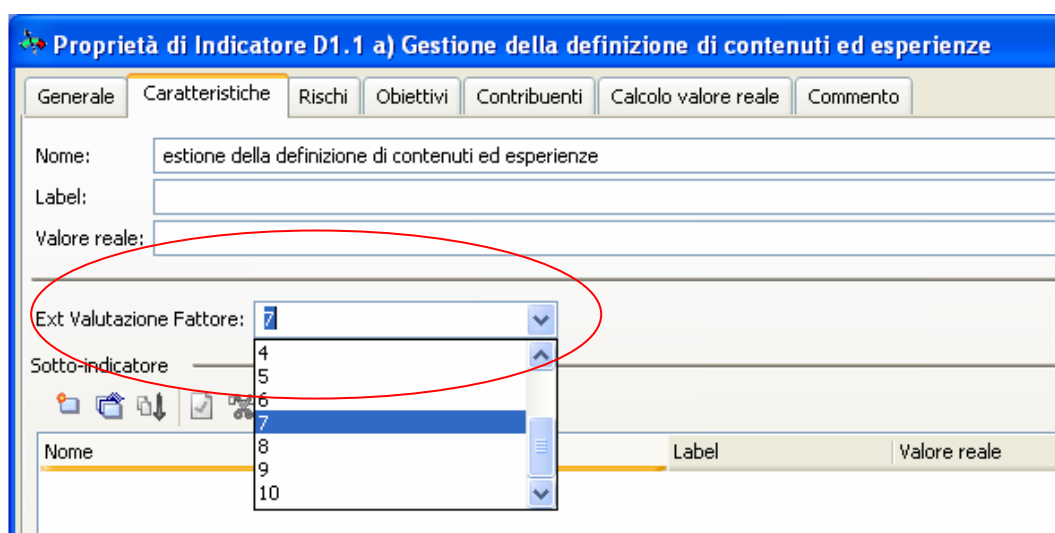 Proprietà di Indicatore D1.1 a) Gestione della definizione di contenuti ed esperienze
Generale Caratteristiche Rischi Obiettivi Contribuenti Calcolo valore reale Commento
Nome: estione della definizione di contenuti ed esperienze
Label:
Valore reale:
Ext Valutazione Fattore: 7
4
Sotto-indicatore
5
6
7
Nome 8 Label Valore reale
9
10